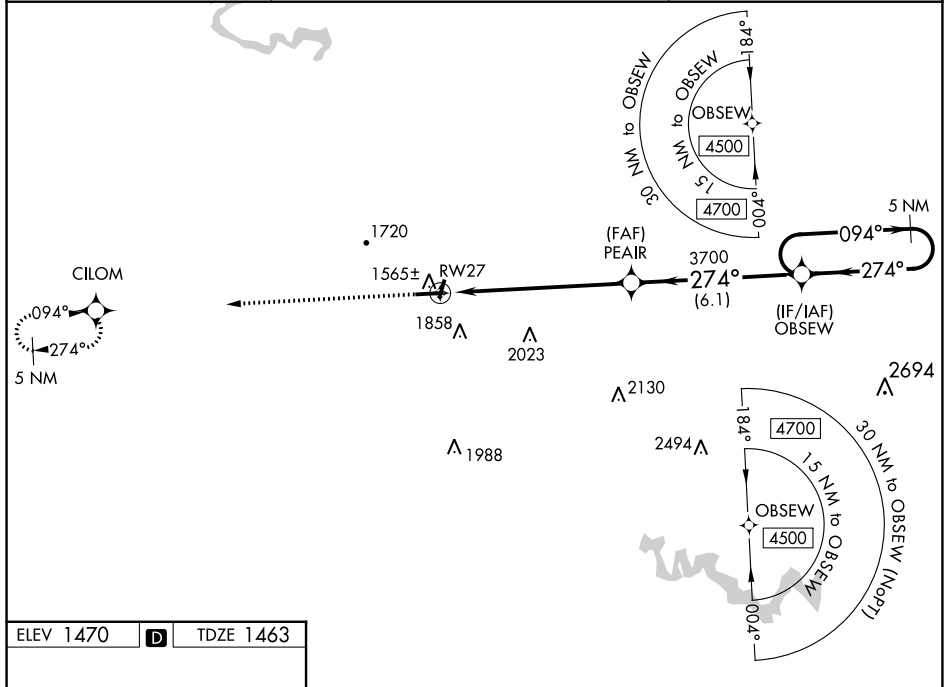 184°
30 NM to OBSEW
15 NM to OBSEW
OBSEW
4500
4700
004°
5 NM
094°
274°
(IF/IAF)
OBSEW
3700
274°
(6.1)
(FAF)
PEAIR
1720
1565±
RW27
CILOM
094°
274°
5 NM
1858
2023
2130
2694
2494
1988
184°
4700
30 NM to OBSEW (NoPT)
15 NM to OBSEW
OBSEW
4500
004°
ELEV 1470 D TDZE 1463